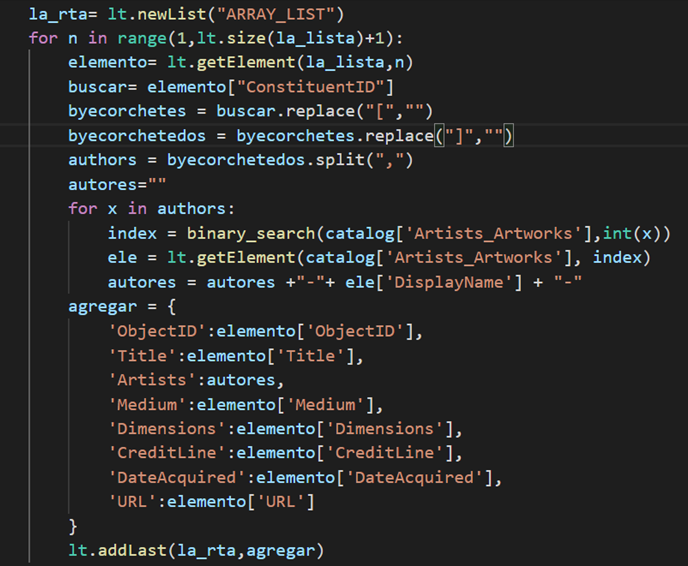 la_rta= lt.newList("ARRAY_LIST")
for n in range(1,lt.size(la_lista)+1):
    elemento= lt.getElement(la_lista,n)
    buscar= elemento["ConstituentID"]
    byecorchetes = buscar.replace("[","")
    byecorchetedos = byecorchetes.replace("]","")
    authors = byecorchetedos.split(",")
    autores=""
    for x in authors:
        index = binary_search(catalog['Artists_Artworks'],int(x))
        ele = lt.getElement(catalog['Artists_Artworks'], index)
        autores = autores +"-"+ ele['DisplayName'] + "-"
    agregar = {
        'ObjectID':elemento['ObjectID'],
        'Title':elemento['Title'],
        'Artists':autores,
        'Medium':elemento['Medium'],
        'Dimensions':elemento['Dimensions'],
        'CreditLine':elemento['CreditLine'],
        'DateAcquired':elemento['DateAcquired'],
        'URL':elemento['URL']
    }
    lt.addLast(la_rta,agregar)